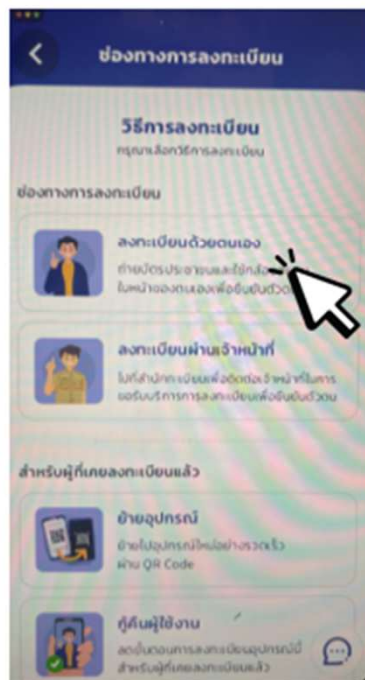 ช่องทางการลงทะเบียน
วิธีการลงทะเบียน
กรุณาเลือกวิธีการลงทะเบียน
ช่องทางการลงทะเบียน
ลงทะเบียนด้วยตนเอง
ถ่ายบัตรประชาชนและใช้กล้อง
ใบหน้าของตนเองเพื่อยืนยันตัวตน
ลงทะเบียนผ่านเจ้าหน้าที่
ไปที่สำนักทะเบียนเพื่อติดต่อเจ้าหน้าที่ในการ
ขอรับบริการการลงทะเบียนเพื่อยืนยันตัวตน
สำหรับผู้ที่เคยลงทะเบียนแล้ว
ย้ายอุปกรณ์
ย้ายไปอุปกรณ์ใหม่อย่างรวดเร็ว
ผ่าน QR Code
กู้คืนผู้ใช้งาน
ลดขั้นตอนการลงทะเบียนอุปกรณ์นี้
สำหรับผู้ที่เคยลงทะเบียนแล้ว